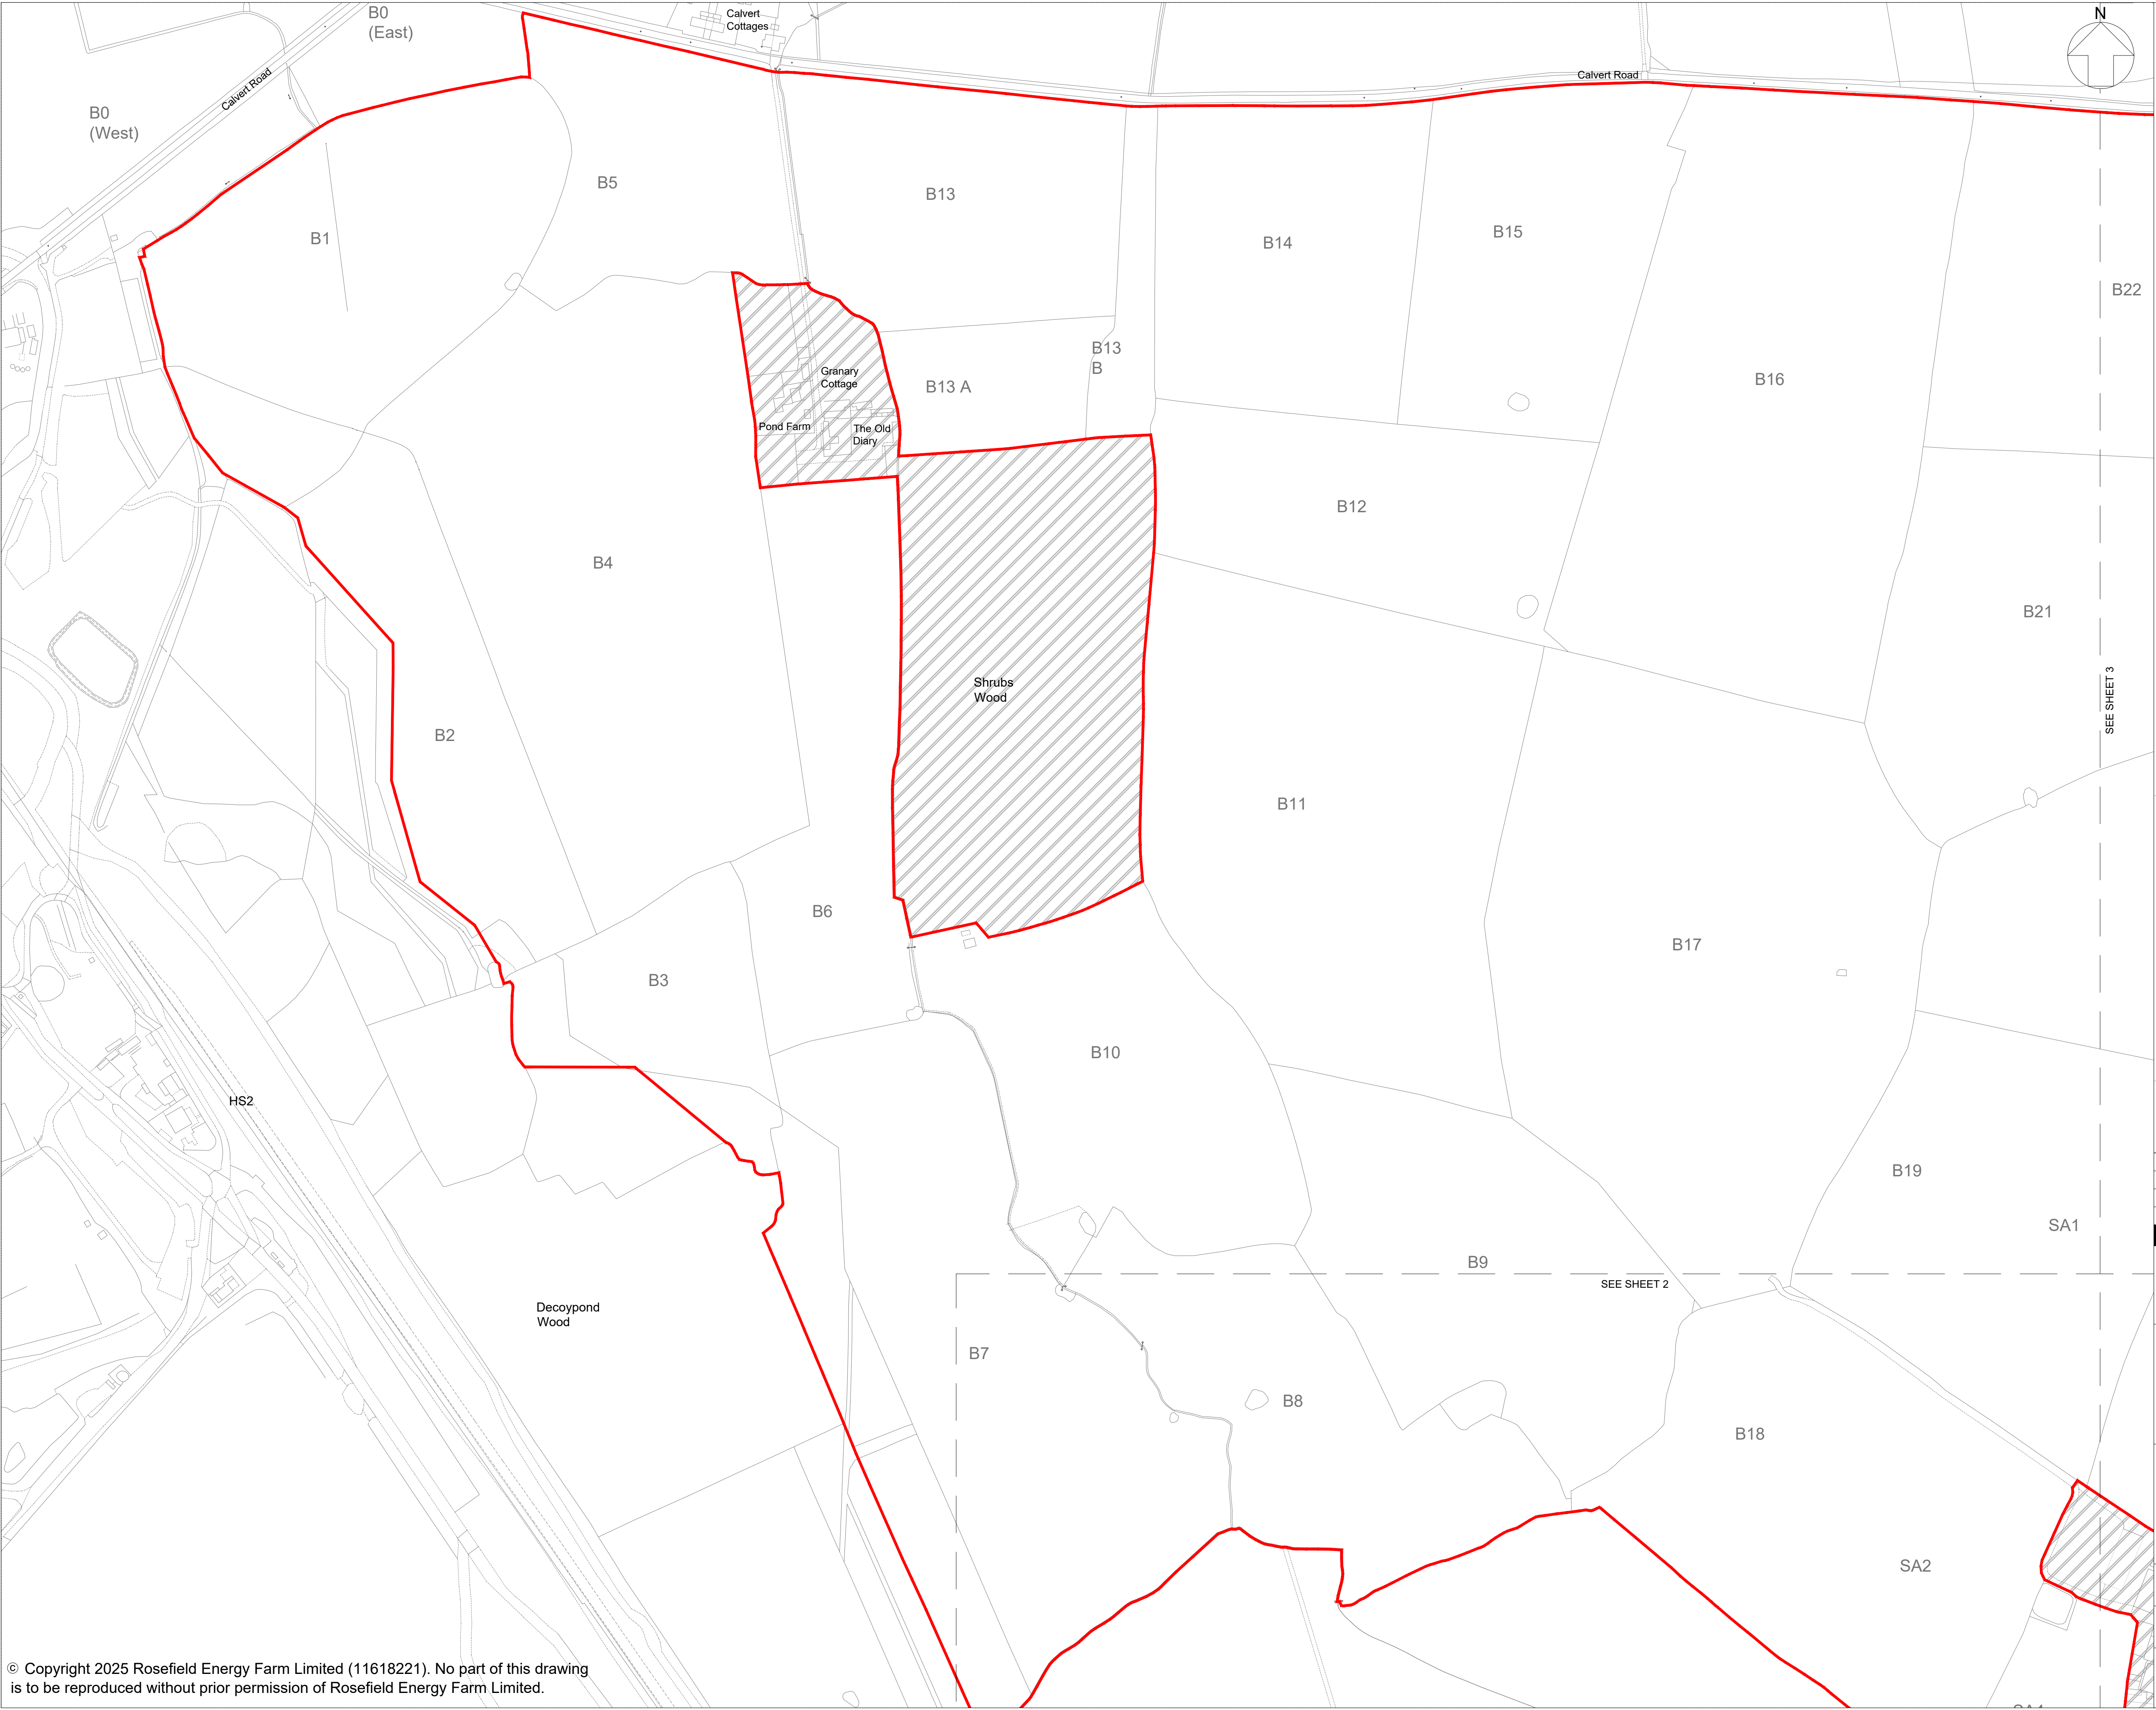 B0
(East)
Calvert
Cottages
N
Calvert Road
Calvert Road
B0
(West)
B5
B13
B1
B14
B15
B22
B13
B
Granary
Cottage
B13 A
B16
Pond Farm
The Old
Diary
B12
B4
B21
Shrubs
Wood
SEE SHEET 3
B2
B11
B6
B17
B3
B10
HS2
B19
SA1
B9
SEE SHEET 2
Decoypond
Wood
B7
B8
B18
SA2
© Copyright 2025 Rosefield Energy Farm Limited (11618221). No part of this drawing
is to be reproduced without prior permission of Rosefield Energy Farm Limited.